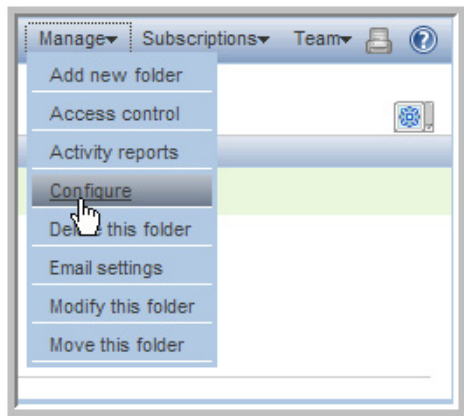 Manage Subscriptions Team ?
Add new folder
Access control
Activity reports
Configure
Delete this folder
Email settings
Modify this folder
Move this folder